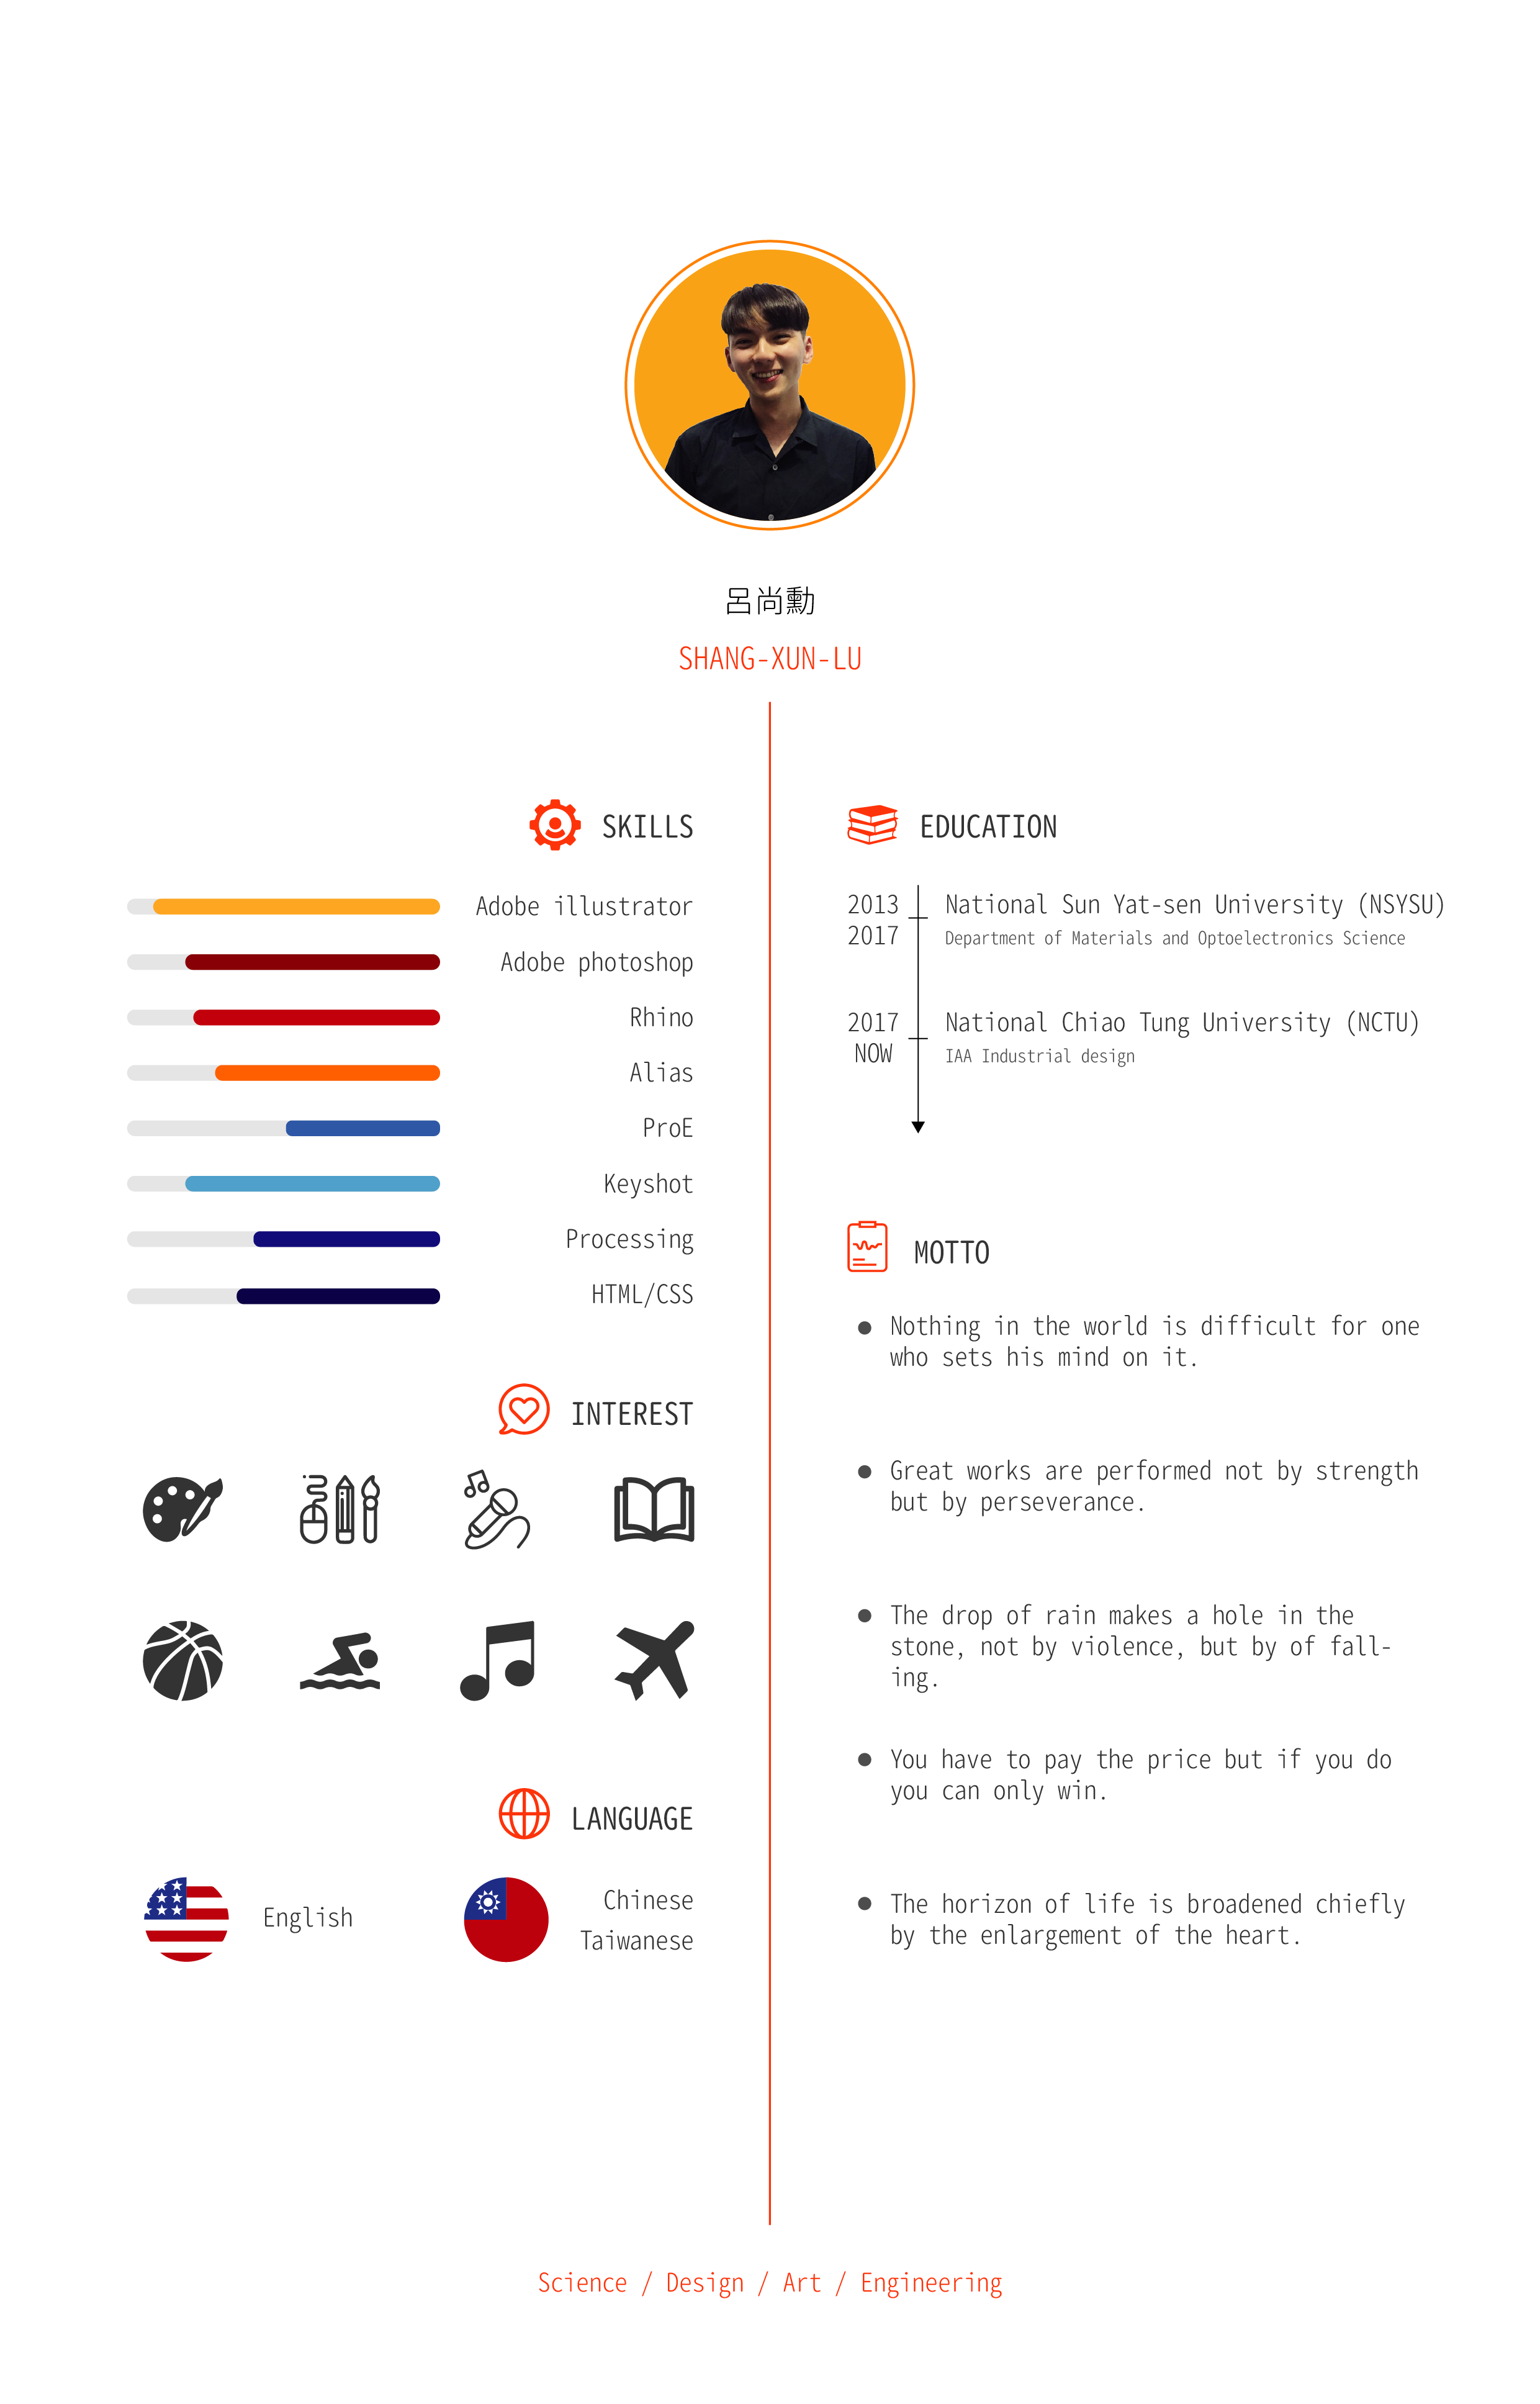 呂尚勳
SHANG-XUN-LU
SKILLS
Adobe illustrator
Adobe photoshop
Rhino
Alias
ProE
Keyshot
Processing
HTML/CSS
INTEREST
LANGUAGE
English
Chinese
Taiwanese
EDUCATION
2013
2017
National Sun Yat-sen University (NSYSU)
Department of Materials and Optoelectronics Science
2017
NOW
National Chiao Tung University (NCTU)
IAA Industrial design
MOTTO
Nothing in the world is difficult for one
who sets his mind on it.
Great works are performed not by strength
but by perseverance.
The drop of rain makes a hole in the
stone, not by violence, but by of fall-
ing.
You have to pay the price but if you do
you can only win.
The horizon of life is broadened chiefly
by the enlargement of the heart.
Science / Design / Art / Engineering